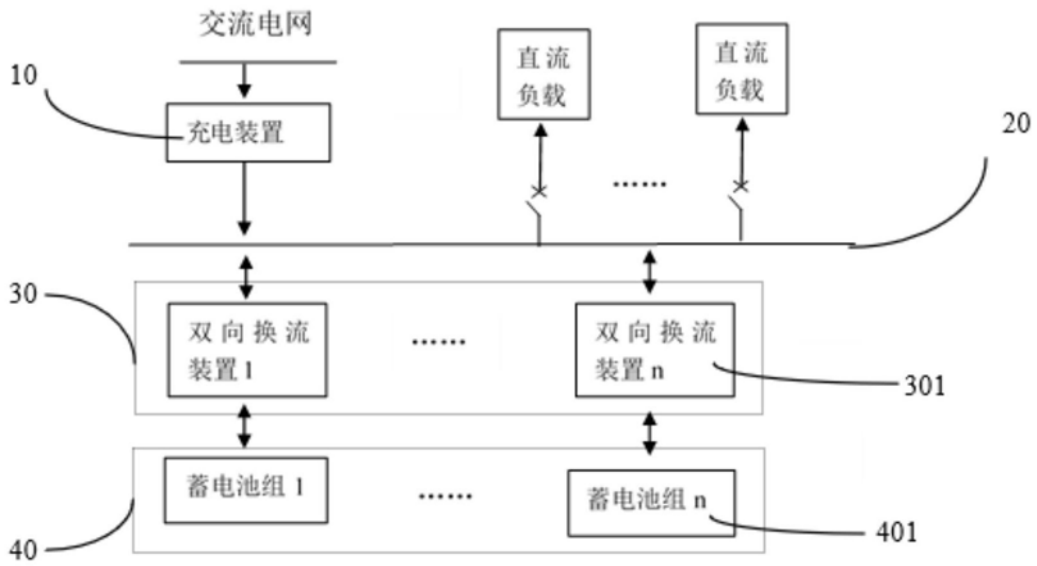 交流电网
直流
负载
直流
负载
10
充电装置
20
……
30
双向换流
装置1
……
双向换流
装置n
301
蓄电池组1
……
蓄电池组n
40
401